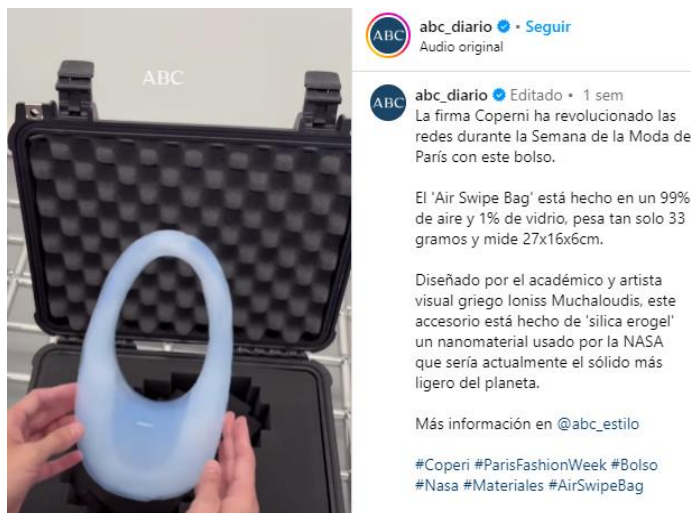 ABC
ABC
abc_diario • Seguir
Audio original
ABC
abc_diario Editado • 1 sem
La firma Coperni ha revolucionado las
redes durante la Semana de la Moda de
París con este bolso.
El 'Air Swipe Bag' está hecho en un 99%
de aire y 1% de vidrio, pesa tan solo 33
gramos y mide 27x16x6cm.
Diseñado por el académico y artista
visual griego Ioniss Muchaloudis, este
accesorio está hecho de 'silica erogel'
un nanomaterial usado por la NASA
que sería actualmente el sólido más
ligero del planeta.
Más información en @abc_estilo
#Coperi #ParisFashionWeek #Bolso
#Nasa #Materiales #AirSwipeBag